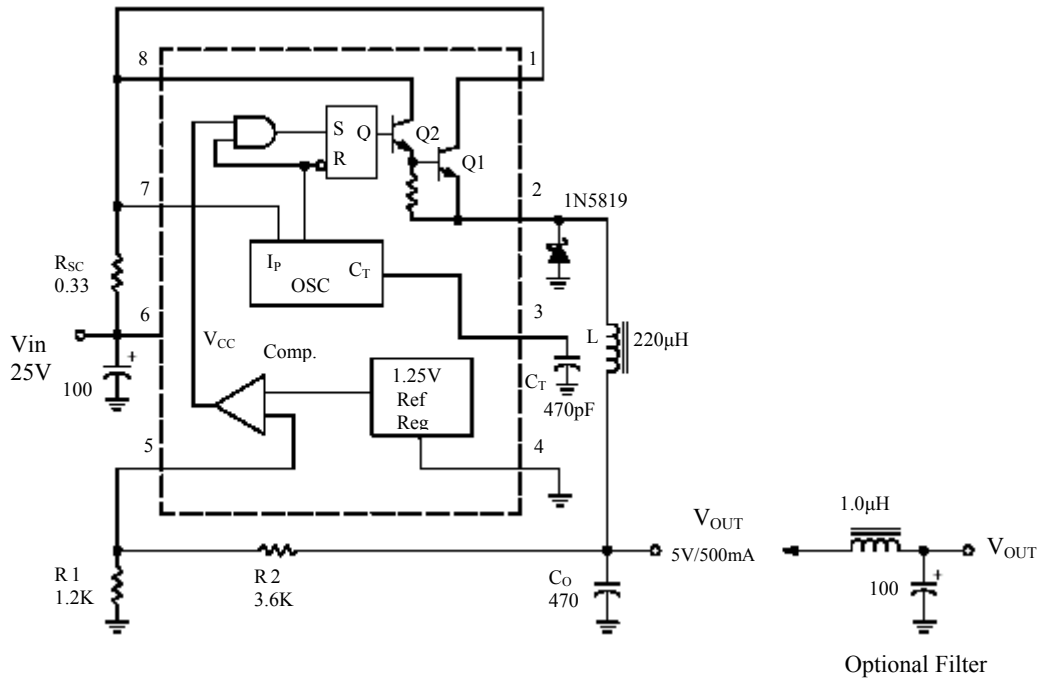 8
1
S
Q
R
Q2
Q1
7
2
1N5819
I_P
C_T
OSC
R_SC
0.33
6
3
Vin
25V
V_CC
Comp.
L
220μH
100
+
1.25V
Ref
Reg
C_T
470pF
5
4
V_OUT
1.0μH
5V/500mA
V_OUT
R1
1.2K
R2
3.6K
C_O
470
100
+
Optional Filter